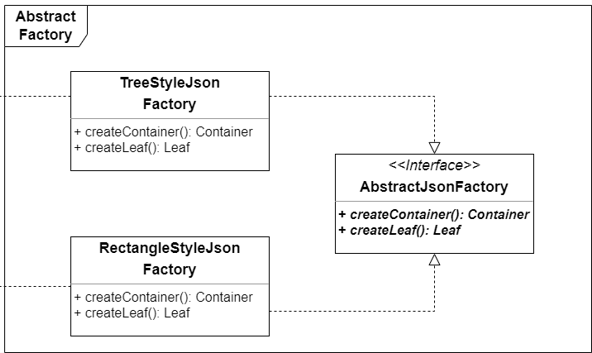 Abstract
Factory
TreeStyleJson
Factory
+ createContainer(): Container
+ createLeaf(): Leaf
<<Interface>>
AbstractJsonFactory
+ createContainer(): Container
+ createLeaf(): Leaf
RectangleStyleJson
Factory
+ createContainer(): Container
+ createLeaf(): Leaf